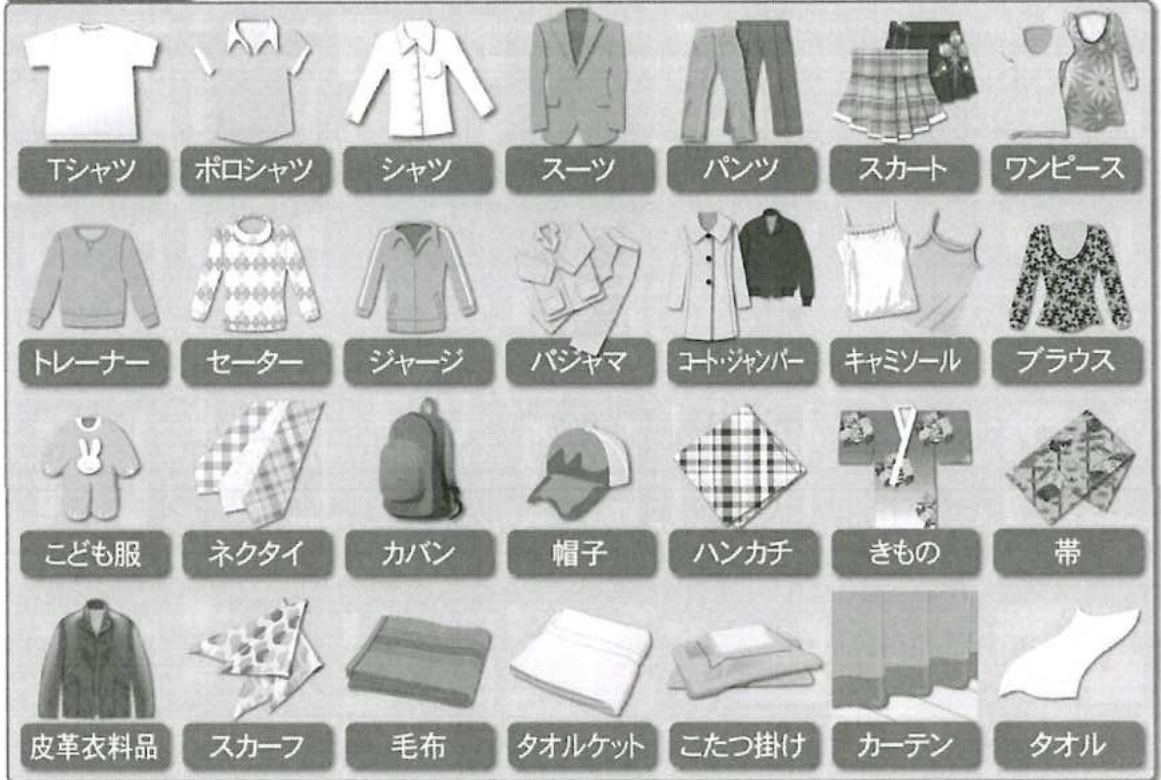 Tシャツ ポロシャツ シャツ スーツ パンツ スカート ワンピース
トレーナー セーター ジャージ パジャマ コート・ジャンパー キャミソール ブラウス
こども服 ネクタイ カバン 帽子 ハンカチ きもの 帯
皮革衣料品 スカーフ 毛布 タオルケット こたつ掛け カーテン タオル